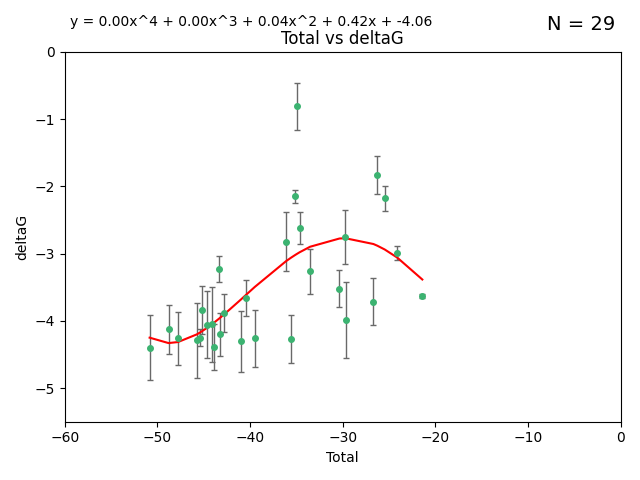 y = 0.00x^4 + 0.00x^3 + 0.04x^2 + 0.42x + -4.06
N = 29
Total vs deltaG
0
−1
−2
−3
−4
−5
deltaG
−60 −50 −40 −30 −20 −10 0
Total